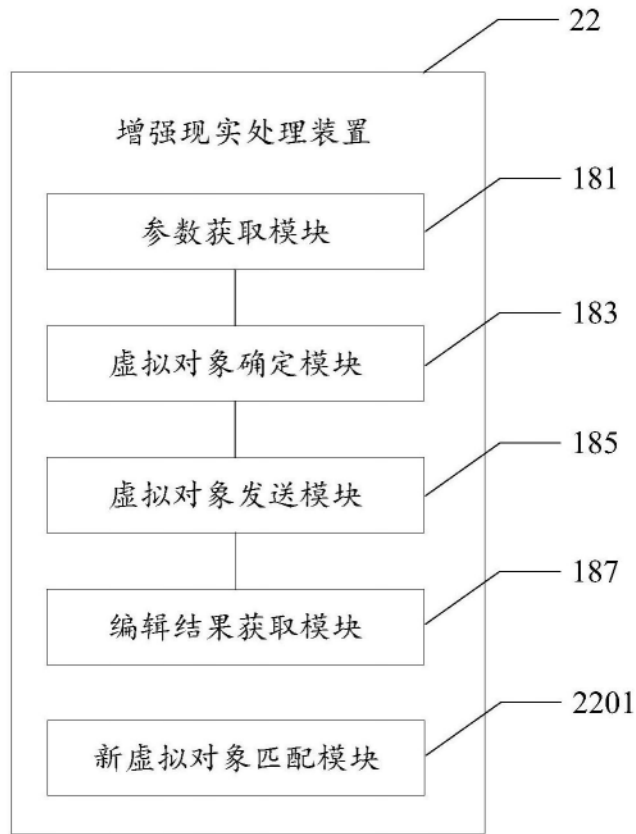 22
增强现实处理装置
181
参数获取模块
183
虚拟对象确定模块
185
虚拟对象发送模块
187
编辑结果获取模块
2201
新虚拟对象匹配模块